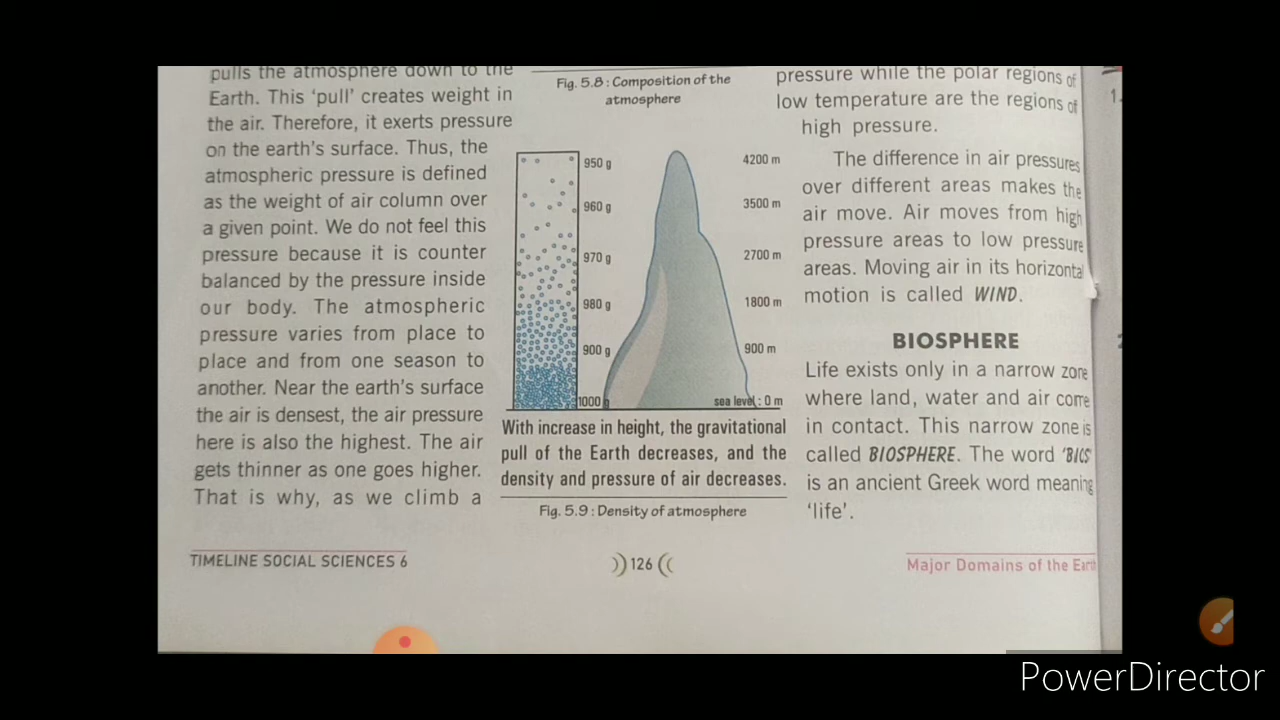 pulls the atmosphere down to the
Earth. This 'pull' creates weight in
the air. Therefore, it exerts pressure
on the earth's surface. Thus, the
atmospheric pressure is defined
as the weight of air column over
a given point. We do not feel this
pressure because it is counter
balanced by the pressure inside
our body. The atmospheric
pressure varies from place to
place and from one season to
another. Near the earth's surface
the air is densest, the air pressure
here is also the highest. The air
gets thinner as one goes higher.
That is why, as we climb a
Fig. 5.8 : Composition of the
atmosphere
950 g
960 g
970 g
980 g
900 g
1000 g
4200 m
3500 m
2700 m
1800 m
900 m
sea level : 0 m
With increase in height, the gravitational
pull of the Earth decreases, and the
density and pressure of air decreases.
Fig. 5.9 : Density of atmosphere
pressure while the polar regions of
low temperature are the regions of
high pressure.
The difference in air pressures
over different areas makes the
air move. Air moves from high
pressure areas to low pressure
areas. Moving air in its horizontal
motion is called WIND.
BIOSPHERE
Life exists only in a narrow zone
where land, water and air come
in contact. This narrow zone is
called BIOSPHERE. The word 'BIOS'
is an ancient Greek word meaning
'life'.
1.
TIMELINE SOCIAL SCIENCES 6
126
Major Domains of the Earth
PowerDirector